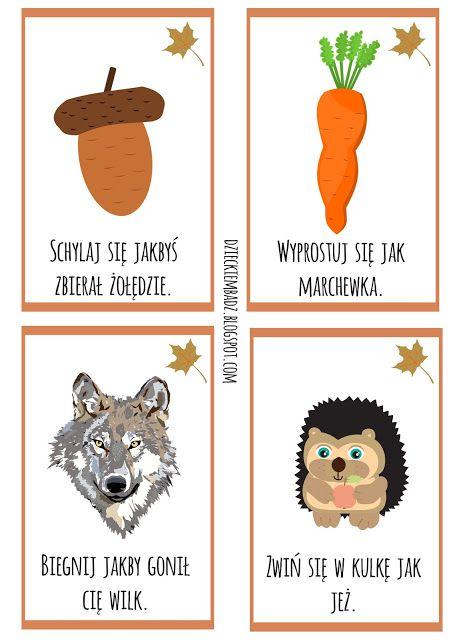 SCHYLAJ SIĘ JAKBYŚ
ZBIERAŁ ŻOŁĘDZIE.
WYPROSTUJ SIĘ JAK
MARCHEWKA.
DZIECKIEMBADZ.BLOGSPOT.COM
BIEGNIJ JAKBY GONIŁ
CIĘ WILK.
ZWIŃ SIĘ W KULKĘ JAK
JEŻ.